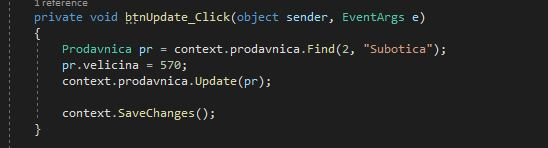 1 reference
private void btnUpdate_Click(object sender, EventArgs e)
{
Prodavnica pr = context.prodavnica.Find(2, "Subotica");
pr.velicina = 570;
context.prodavnica.Update(pr);
context.SaveChanges();
}